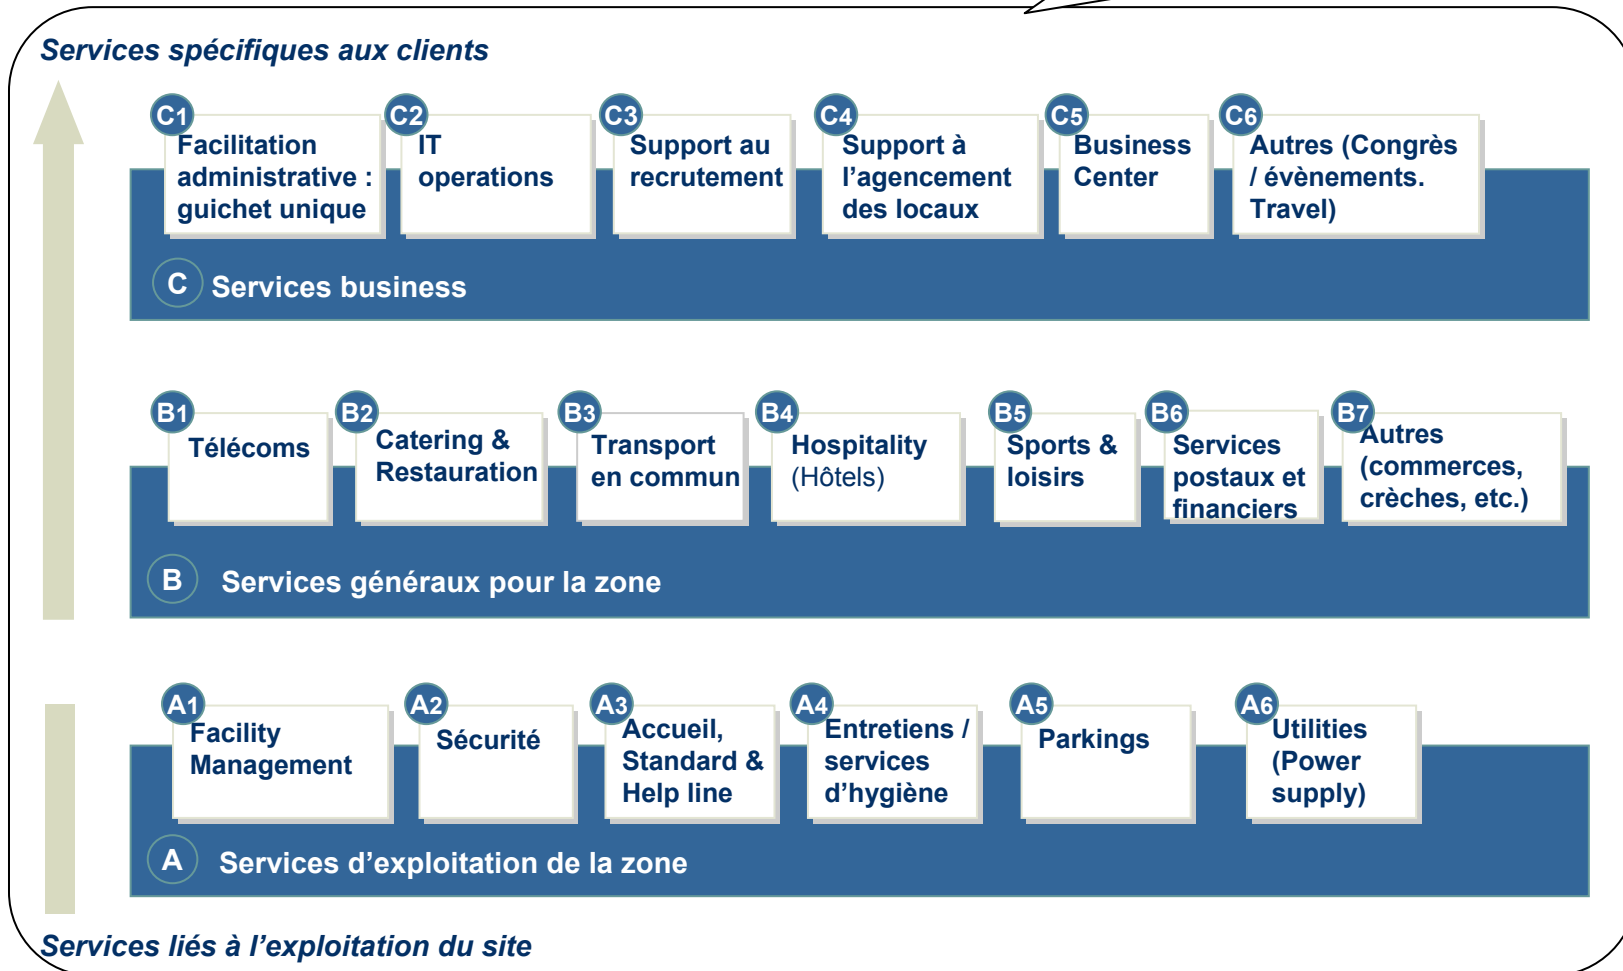 Services spécifiques aux clients
C1
Facilitation
administrative :
guichet unique
C2
IT
operations
C3
Support au
recrutement
C4
Support à
l’agencement
des locaux
C5
Business
Center
C6
Autres (Congrès
/ évènements.
Travel)
C Services business
B1
Télécoms
B2
Catering &
Restauration
B3
Transport
en commun
B4
Hospitality
(Hôtels)
B5
Sports &
loisirs
B6
Services
postaux et
financiers
B7
Autres
(commerces,
crèches, etc.)
B Services généraux pour la zone
A1
Facility
Management
A2
Sécurité
A3
Accueil,
Standard &
Help line
A4
Entretiens /
services
d’hygiène
A5
Parkings
A6
Utilities
(Power
supply)
A Services d’exploitation de la zone
Services liés à l’exploitation du site